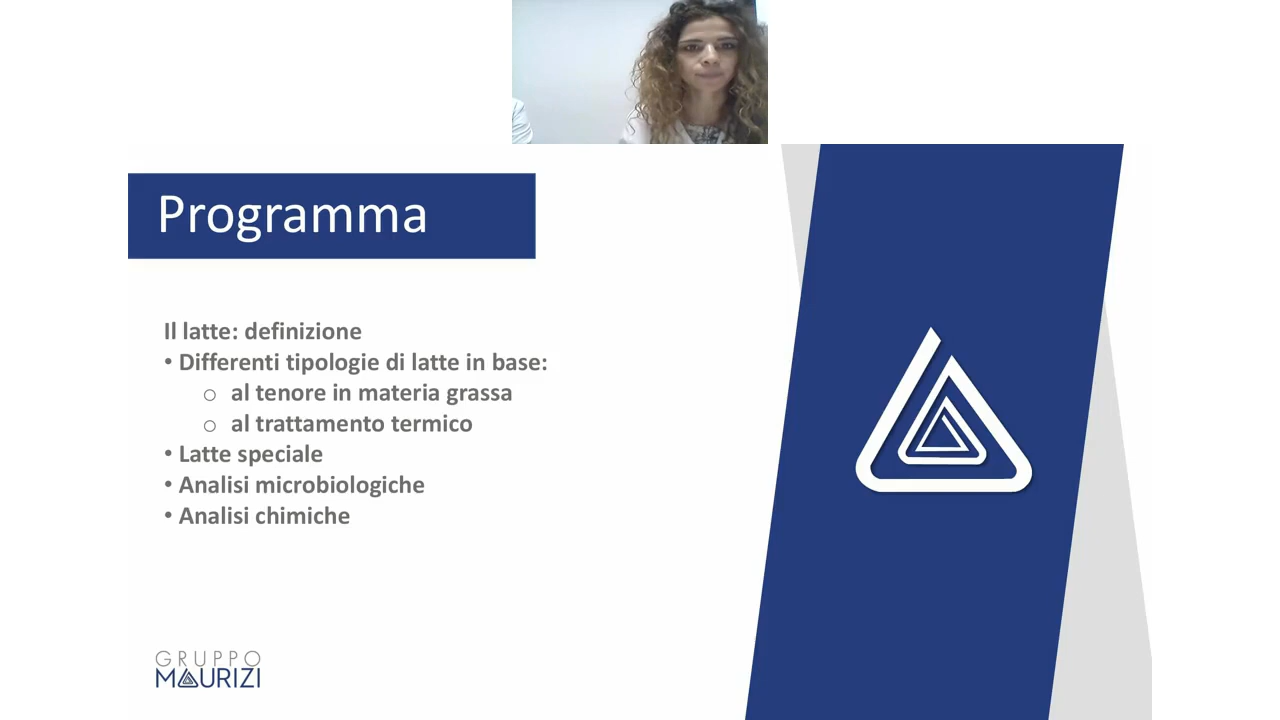 Programma
Il latte: definizione
• Differenti tipologie di latte in base:
o al tenore in materia grassa
o al trattamento termico
• Latte speciale
• Analisi microbiologiche
• Analisi chimiche
GRUPPO
MAURIZI